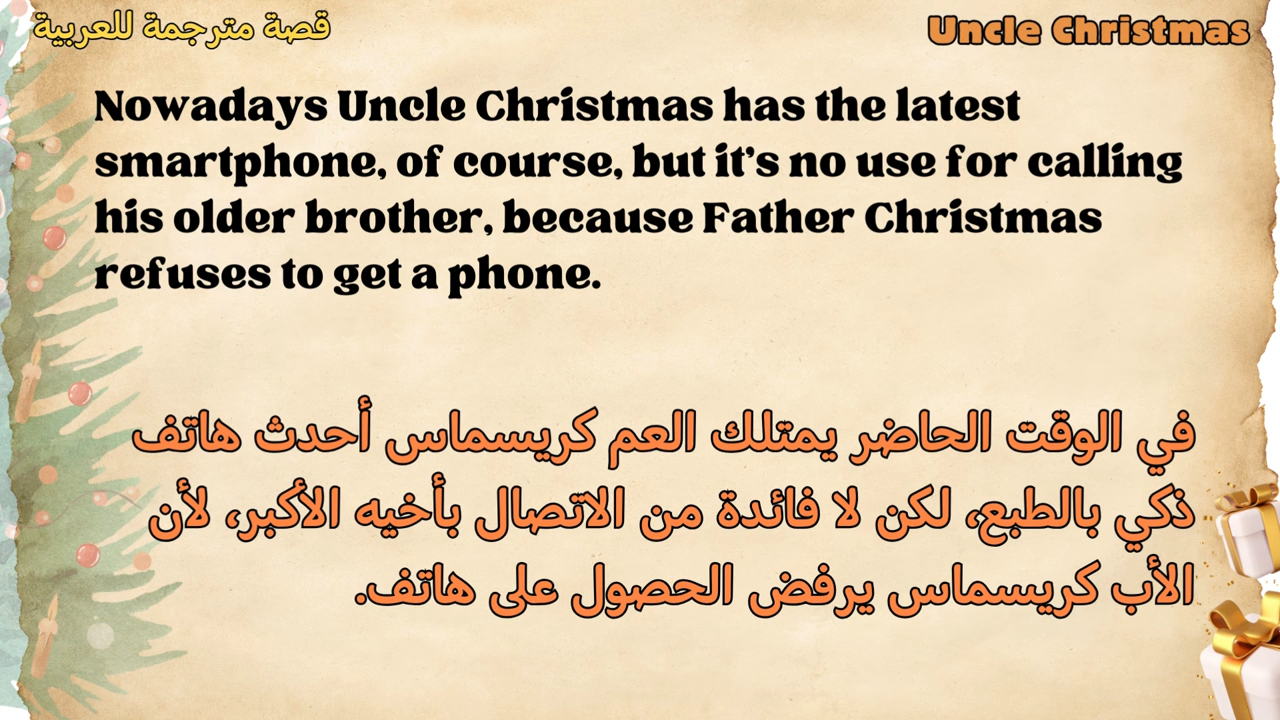 قصة مترجمة للعربية
Uncle Christmas
Nowadays Uncle Christmas has the latest
smartphone, of course, but it's no use for calling
his older brother, because Father Christmas
refuses to get a phone.
في الوقت الحاضر يمتلك العم كريسماس أحدث هاتف
ذكي بالطبع، لكن لا فائدة من الاتصال بأخيه الأكبر، لأن
الأب كريسماس يرفض الحصول على هاتف.